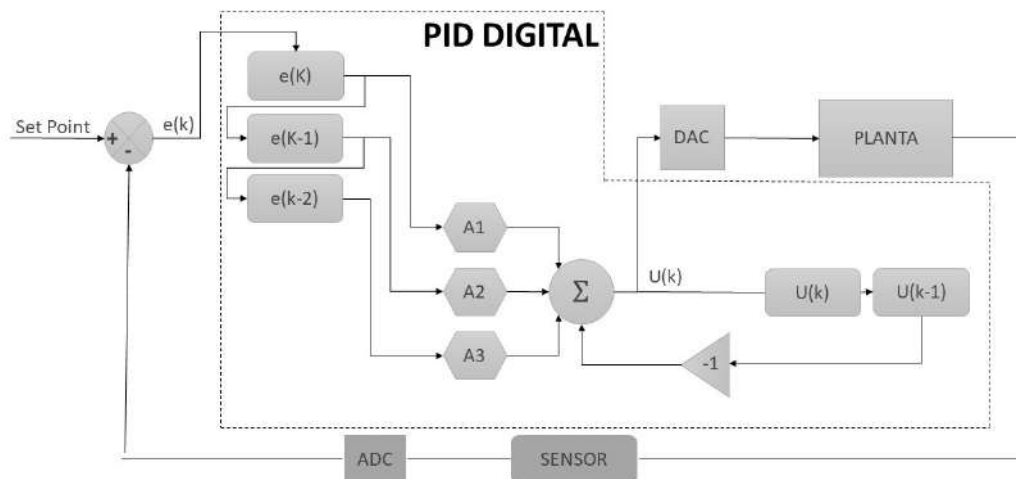 PID DIGITAL
e(K)
Set Point
+
-
e(k)
e(K-1)
e(k-2)
DAC
PLANTA
A1
A2
A3
Σ
U(k)
U(k)
U(k-1)
-1
ADC
SENSOR